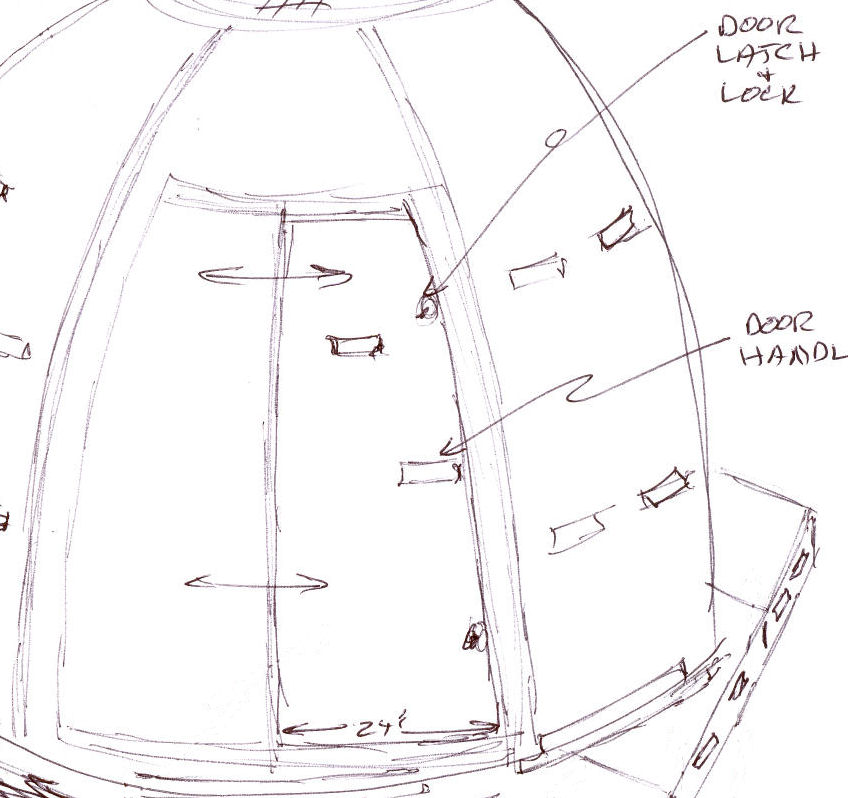 DOOR
LATCH
+
LOCK
DOOR
HANDL
24"